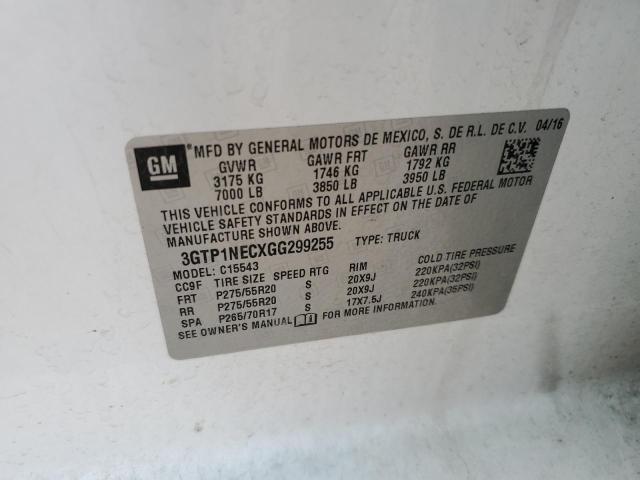 GM
*MFD BY GENERAL MOTORS DE MEXICO, S. DE R.L. DE C.V. 04/16
GVWR GAWR FRT GAWR RR
3175 KG 1746 KG 1792 KG
7000 LB 3850 LB 3950 LB
THIS VEHICLE CONFORMS TO ALL APPLICABLE U.S. FEDERAL MOTOR
VEHICLE SAFETY STANDARDS IN EFFECT ON THE DATE OF
MANUFACTURE SHOWN ABOVE.
3GTP1NECXGG299255 TYPE: TRUCK
MODEL: C15543
CC9F TIRE SIZE SPEED RTG RIM COLD TIRE PRESSURE
FRT P275/55R20 S 20X9J 220KPA(32PSI)
RR P275/55R20 S 20X9J 220KPA(32PSI)
SPA P265/70R17 S 17X7.5J 240KPA(35PSI)
SEE OWNER'S MANUAL FOR MORE INFORMATION